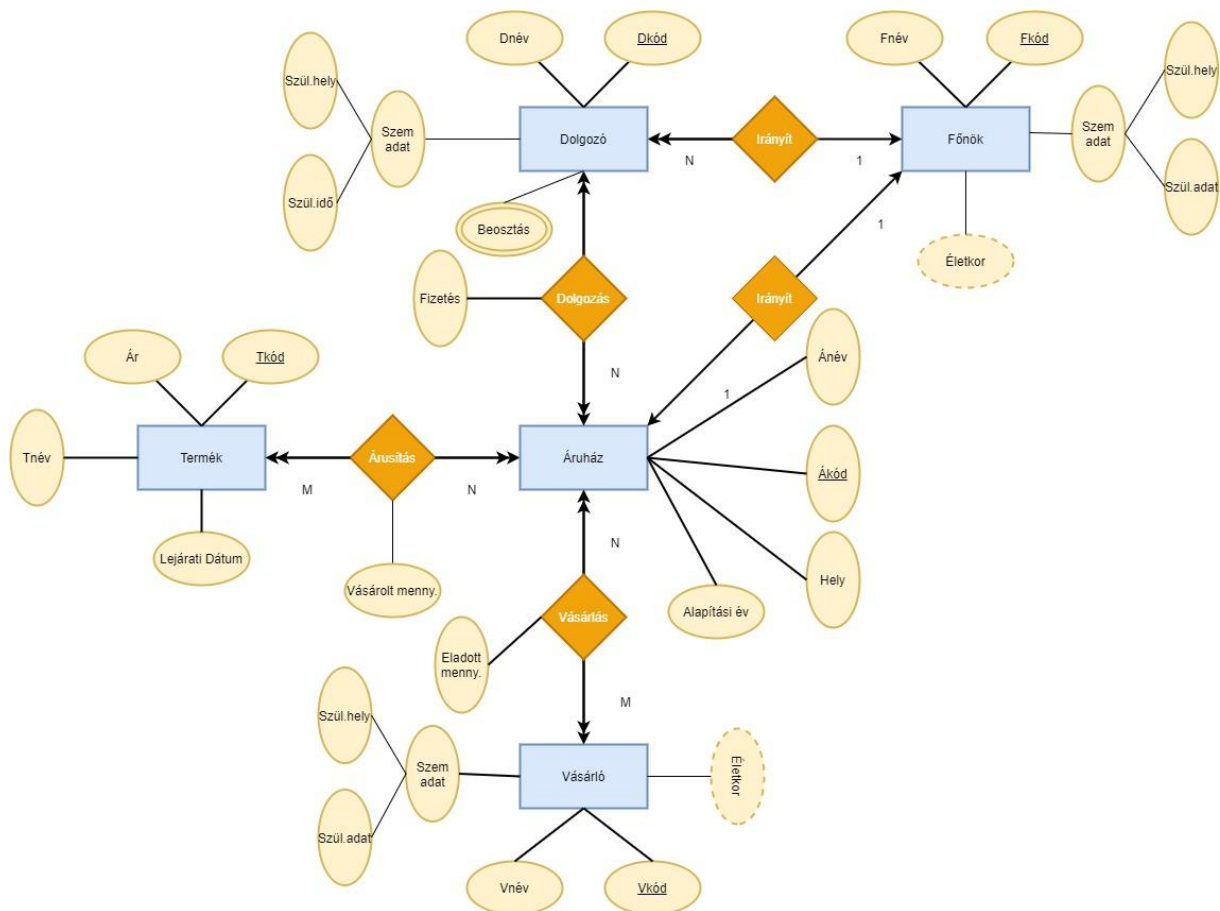 Dnév
Dkód
Fnév
Fkód
Szül.hely
Szem
adat
Szül.idő
Dolgozó
N
Irányít
1
Főnök
Szem
adat
Szül.hely
Szül.adat
Beosztás
1
Életkor
Fizetés
Dolgozás
Irányít
Ár
Tkód
N
Ánév
1
Tnév
Termék
Árusítás
Áruház
M
N
Ákód
Lejárati Dátum
Vásárolt menny.
N
Hely
Alapítási év
Vásárlás
Eladott
menny.
M
Szül.hely
Szem
adat
Vásárló
Életkor
Szül.adat
Vnév
Vkód